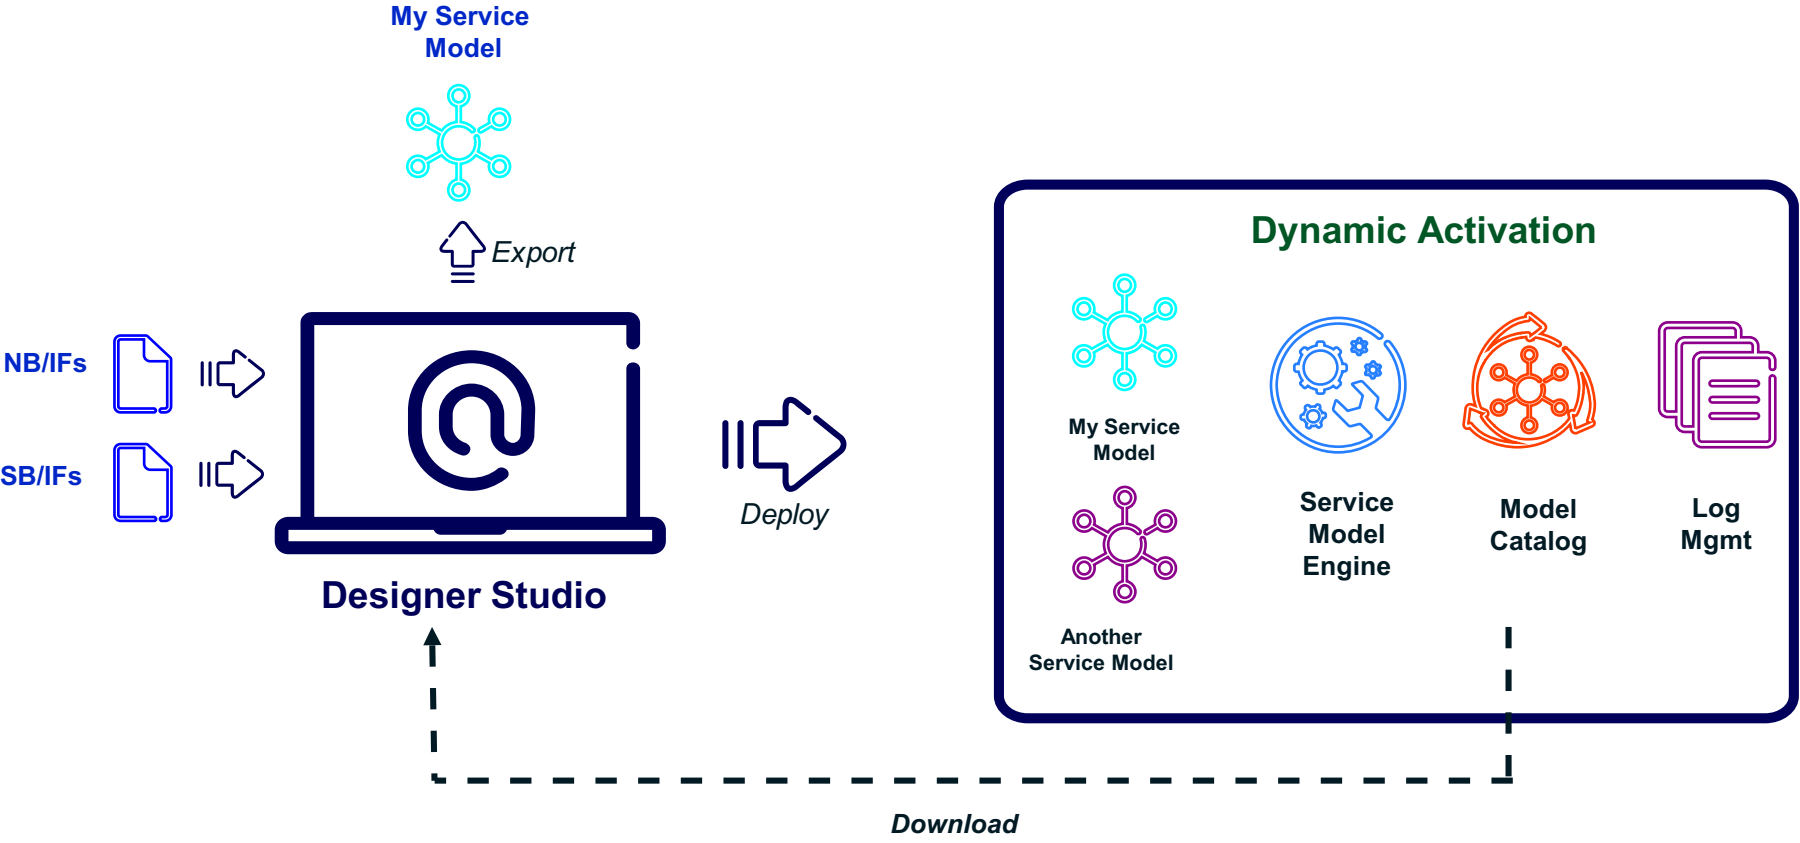 My Service
Model
Export
NB/IFs
SB/IFs
Designer Studio
Deploy
Dynamic Activation
My Service
Model
Another
Service Model
Service
Model
Engine
Model
Catalog
Log
Mgmt
Download